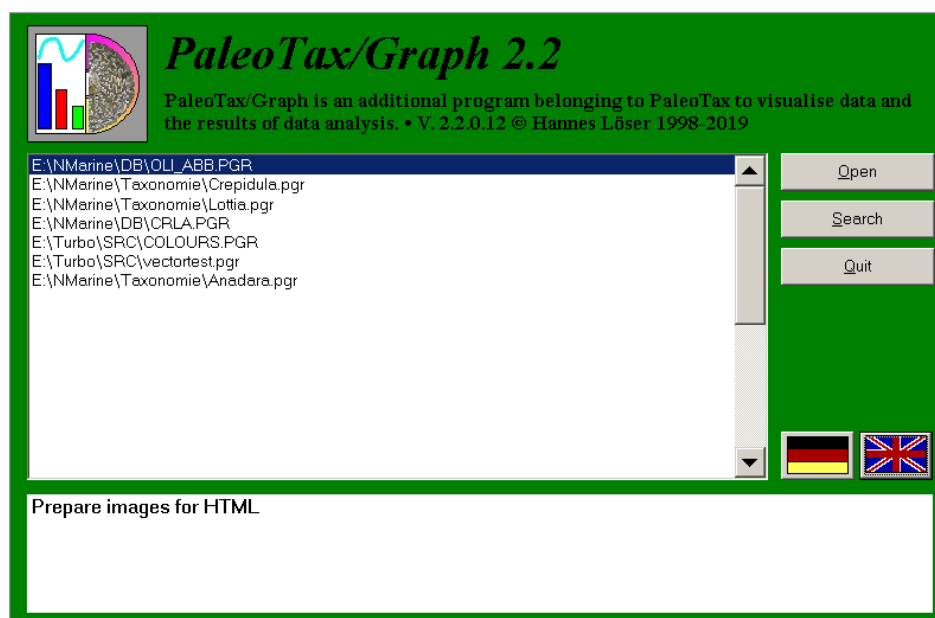 PaleoTax/Graph 2.2
PaleoTax/Graph is an additional program belonging to PaleoTax to visualise data and
the results of data analysis. • V. 2.2.0.12 © Hannes Löser 1998-2019
E:\NMarine\DB\OLI_ABB.PGR
E:\NMarine\Taxonomie\Crepidula.pgr
E:\NMarine\Taxonomie\Lottia.pgr
E:\NMarine\DB\CRLA.PGR
E:\Turbo\SRC\COLOURS.PGR
E:\Turbo\SRC\vectortest.pgr
E:\NMarine\Taxonomie\Anadara.pgr
Open
Search
Quit
Prepare images for HTML